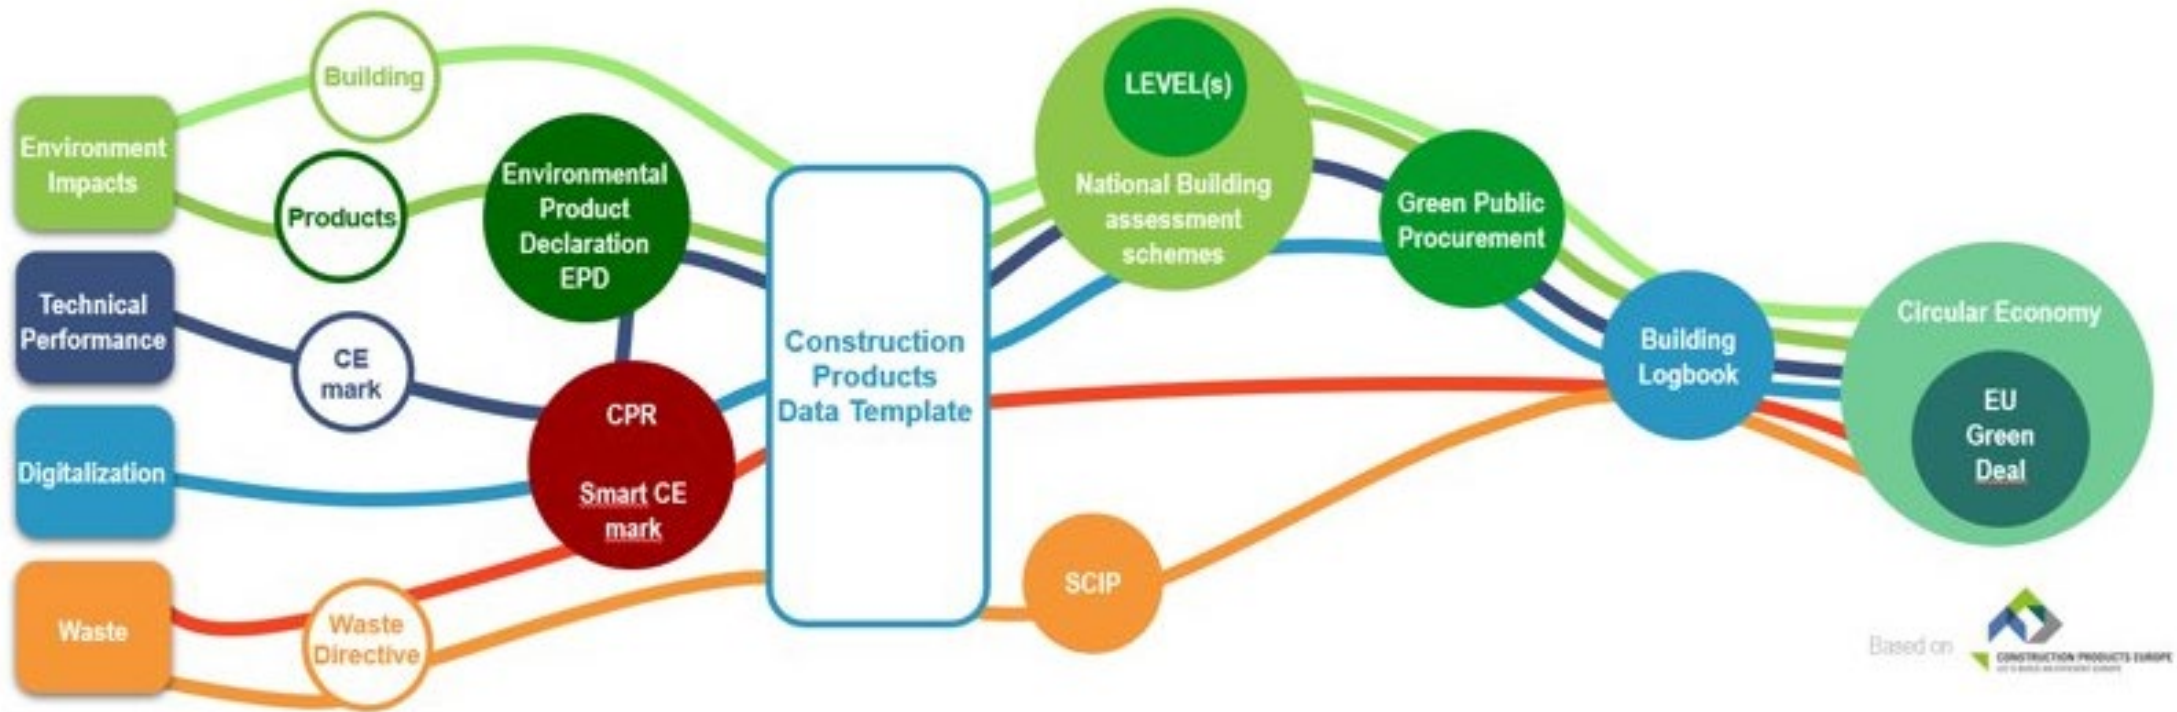 Environment
Impacts
Technical
Performance
Digitalization
Waste
Building
Products
CE
mark
Waste
Directive
Environmental
Product
Declaration
EPD
CPR
Smart CE
mark
Construction
Products
Data Template
LEVEL(s)
National Building
assessment
schemes
SCIP
Green Public
Procurement
Building
Logbook
Circular Economy
EU
Green
Deal
Based on
CONSTRUCTION PRODUCTS EUROPE